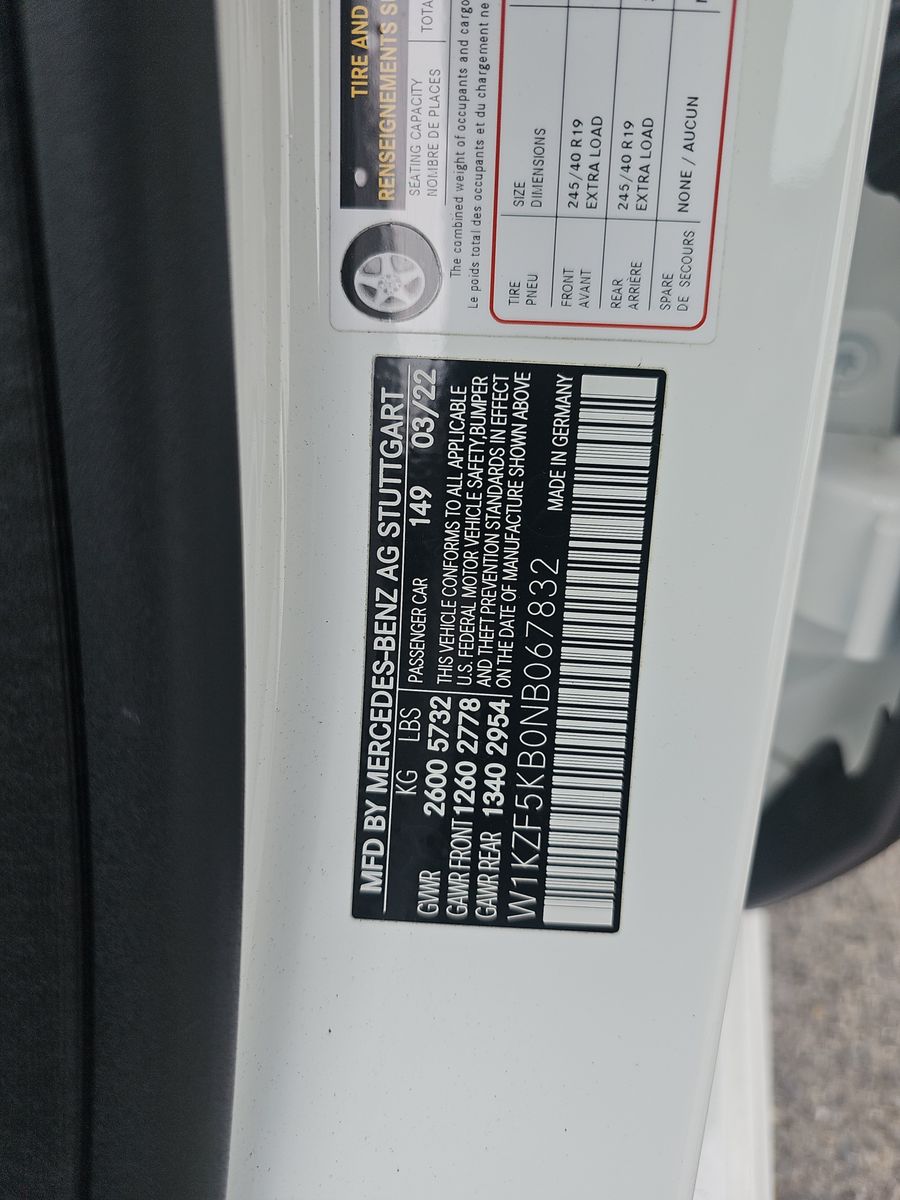 TIRE AND
RENSEIGNEMENTS S
SEATING CAPACITY
NOMBRE DE PLACES
TOTA
The combined weight of occupants and cargo
Le poids total des occupants et du chargement ne
TIRE SIZE
PNEU DIMENSIONS
FRONT 245/40 R19
AVANT EXTRA LOAD
REAR 245/40 R19
ARRIÈRE EXTRA LOAD
SPARE
DE SECOURS NONE / AUCUN
MFD BY MERCEDES-BENZ AG STUTTGART
KG LBS PASSENGER CAR 149 03/22
GVWR 2600 5732
GAWR FRONT 1260 2778
GAWR REAR 1340 2954
THIS VEHICLE CONFORMS TO ALL APPLICABLE
U.S. FEDERAL MOTOR VEHICLE SAFETY,BUMPER
AND THEFT PREVENTION STANDARDS IN EFFECT
ON THE DATE OF MANUFACTURE SHOWN ABOVE
W1KZF5KB0NB067832 MADE IN GERMANY